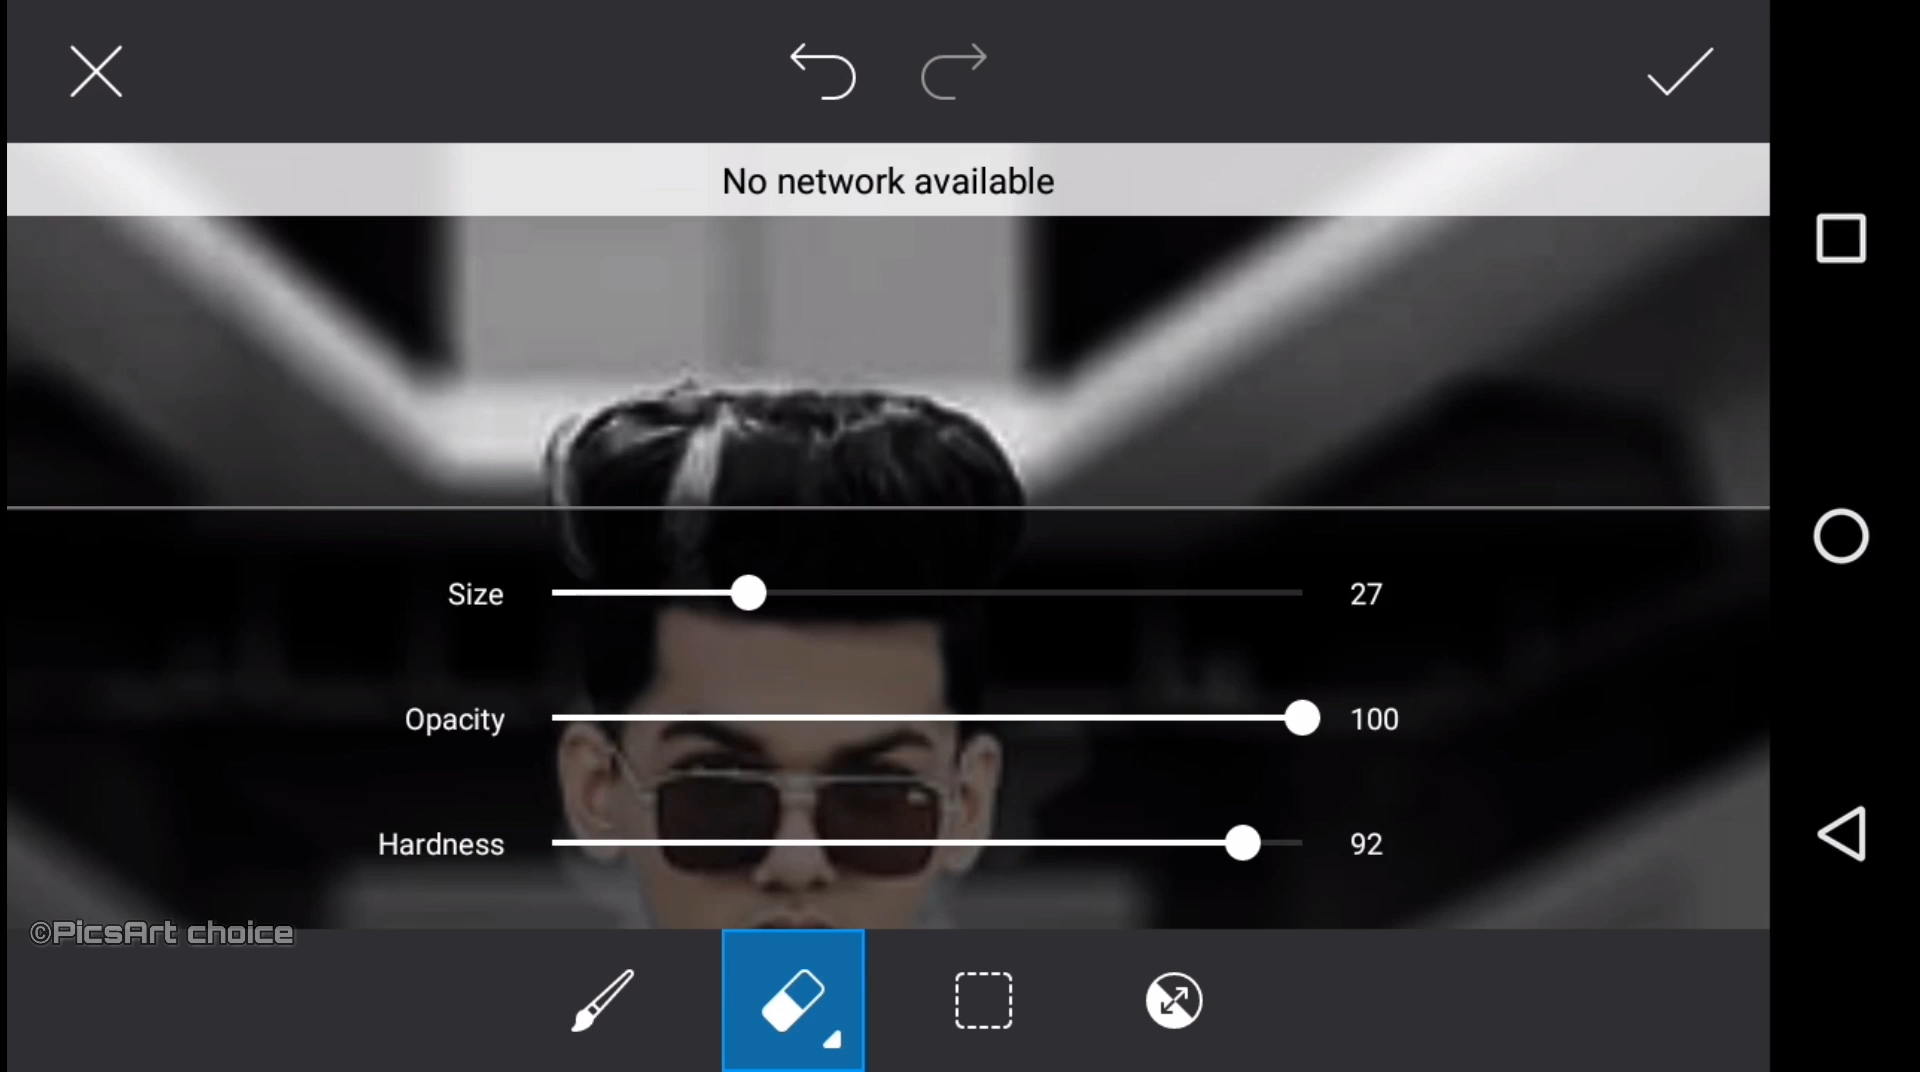 No network available
Size 27
Opacity 100
Hardness 92
©PicsArt choice